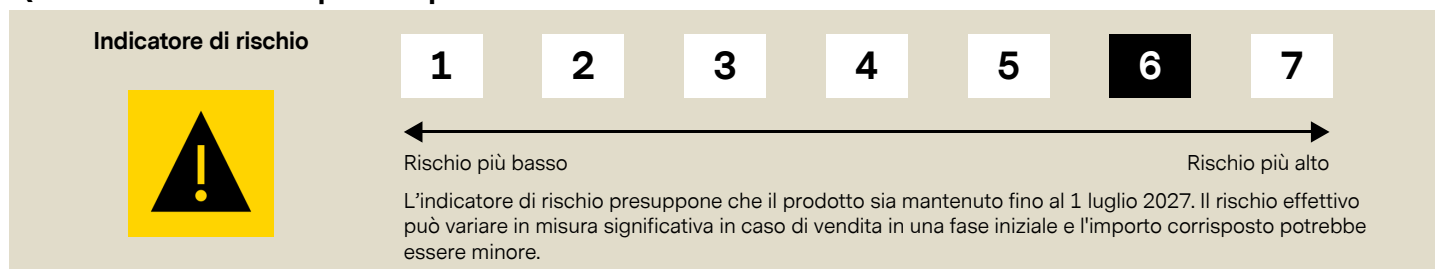 Indicatore di rischio
1 2 3 4 5 6 7
Rischio più basso Rischio più alto
L'indicatore di rischio presuppone che il prodotto sia mantenuto fino al 1 luglio 2027. Il rischio effettivo
può variare in misura significativa in caso di vendita in una fase iniziale e l'importo corrisposto potrebbe
essere minore.